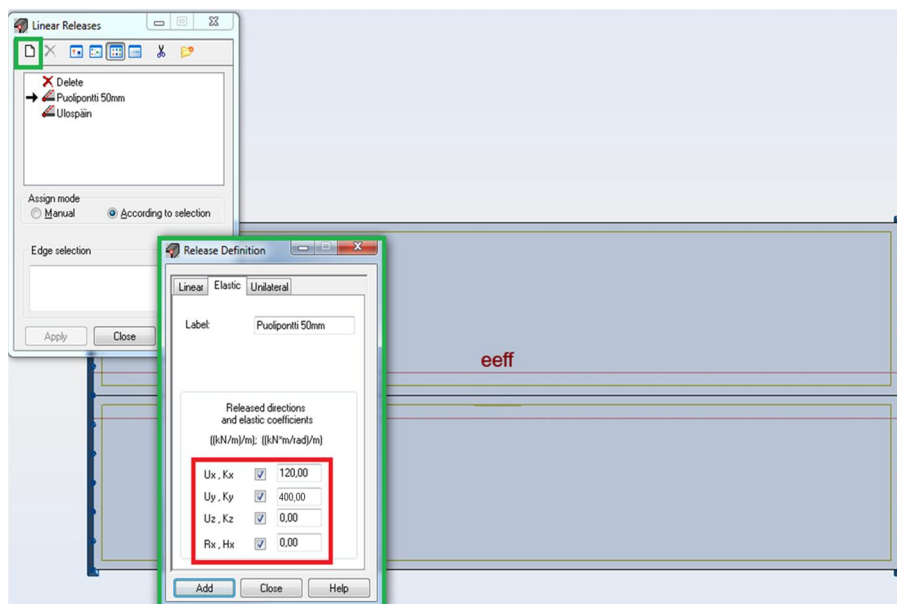 Linear Releases
Delete
Puolipontti 50mm
Ulospäin
Assign mode
Manual
According to selection
Edge selection
Apply
Close
Release Definition
Linear
Elastic
Unilateral
Label:
Puolipontti 50mm
Released directions
and elastic coefficients
((kN/m)/m); ((kN*m/rad)/m)
Ux , Kx 120,00
Uy , Ky 400,00
Uz , Kz 0,00
Rx , Hx 0,00
Add
Close
Help
eeff